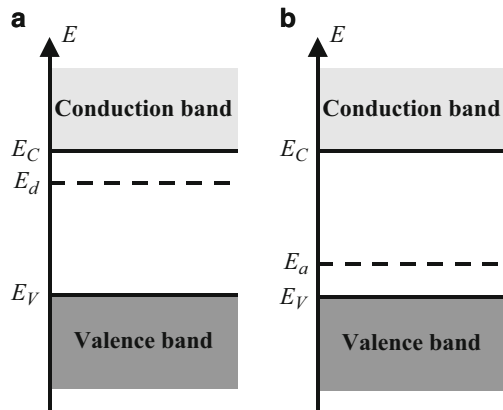 a
E
Conduction band
E_C
E_d
E_V
Valence band
b
E
Conduction band
E_C
E_a
E_V
Valence band